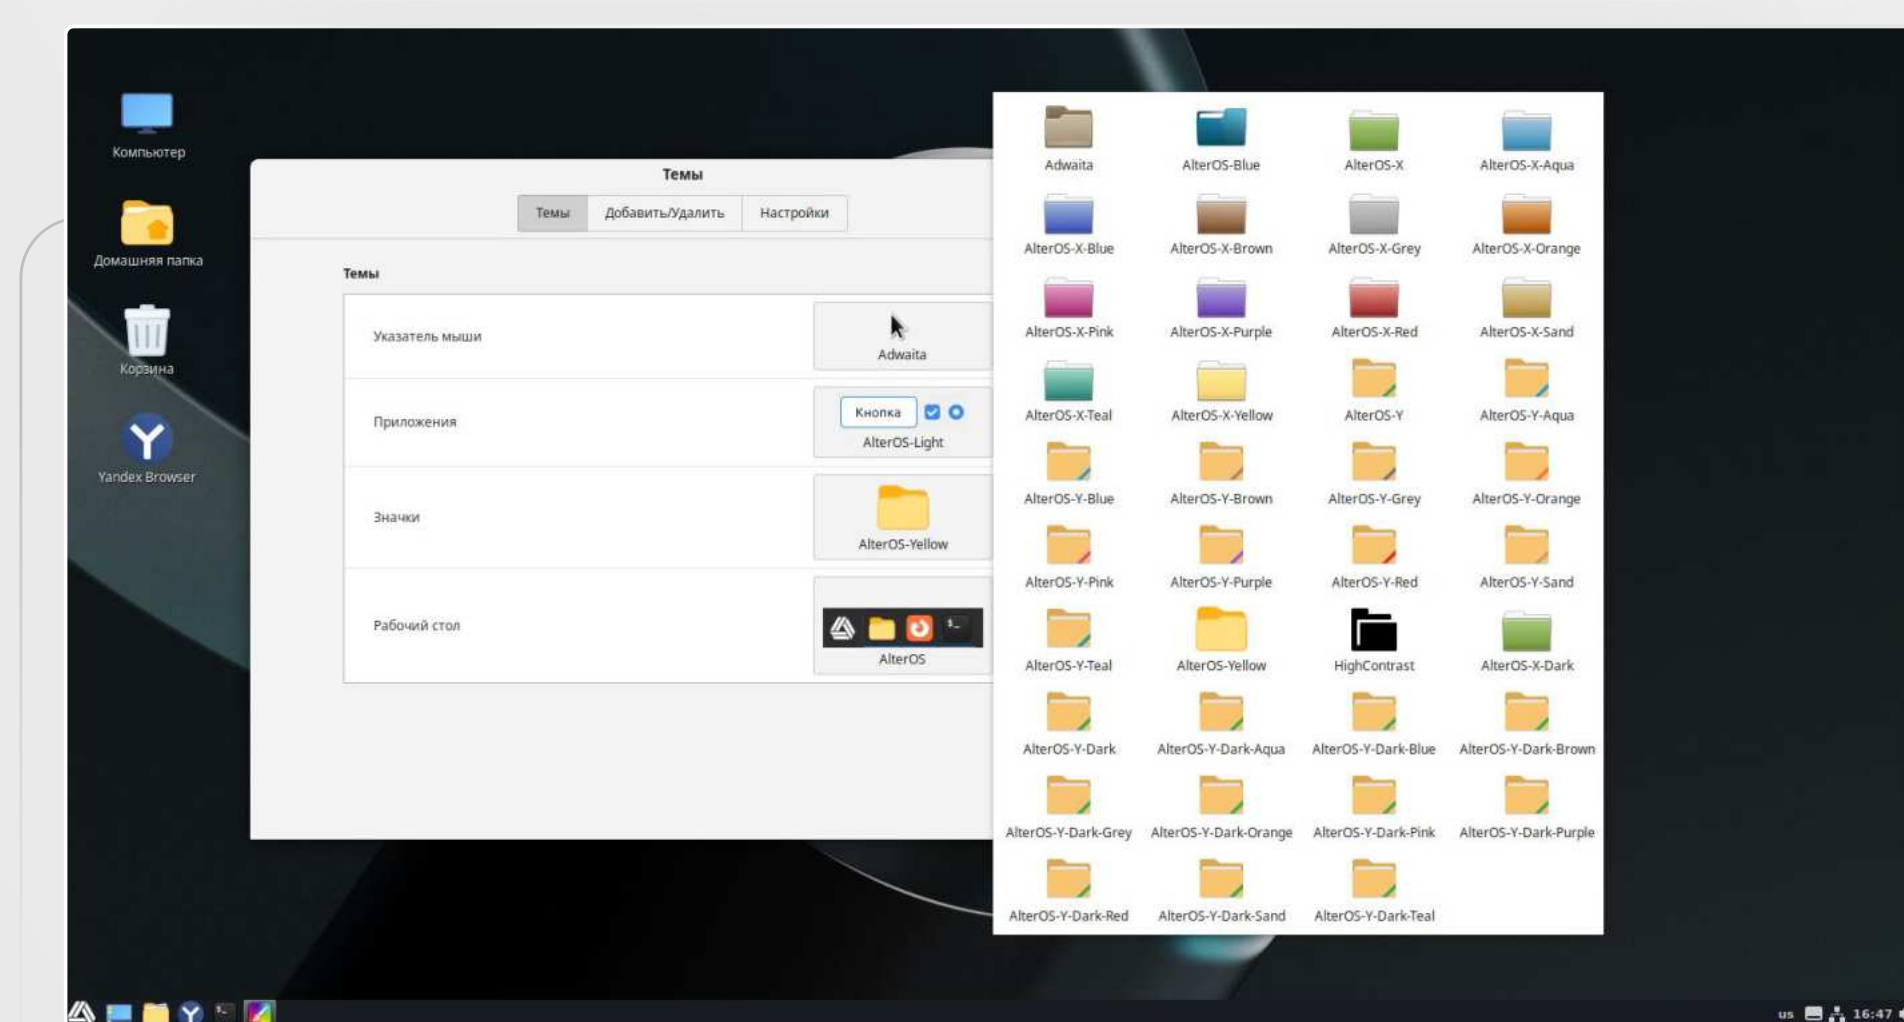 Компьютер
Домашняя папка
Корзина
Yandex Browser
Темы
Темы Добавить/Удалить Настройки
Темы
Указатель мыши
Adwaita
Приложения
Кнопка
AlterOS-Light
Значки
AlterOS-Yellow
Рабочий стол
AlterOS
Adwaita AlterOS-Blue AlterOS-X AlterOS-X-Aqua
AlterOS-X-Blue AlterOS-X-Brown AlterOS-X-Grey AlterOS-X-Orange
AlterOS-X-Pink AlterOS-X-Purple AlterOS-X-Red AlterOS-X-Sand
AlterOS-X-Teal AlterOS-X-Yellow AlterOS-Y AlterOS-Y-Aqua
AlterOS-Y-Blue AlterOS-Y-Brown AlterOS-Y-Grey AlterOS-Y-Orange
AlterOS-Y-Pink AlterOS-Y-Purple AlterOS-Y-Red AlterOS-Y-Sand
AlterOS-Y-Teal AlterOS-Yellow HighContrast AlterOS-X-Dark
AlterOS-Y-Dark AlterOS-Y-Dark-Aqua AlterOS-Y-Dark-Blue AlterOS-Y-Dark-Brown
AlterOS-Y-Dark-Grey AlterOS-Y-Dark-Orange AlterOS-Y-Dark-Pink AlterOS-Y-Dark-Purple
AlterOS-Y-Dark-Red AlterOS-Y-Dark-Sand AlterOS-Y-Dark-Teal
us 16:47